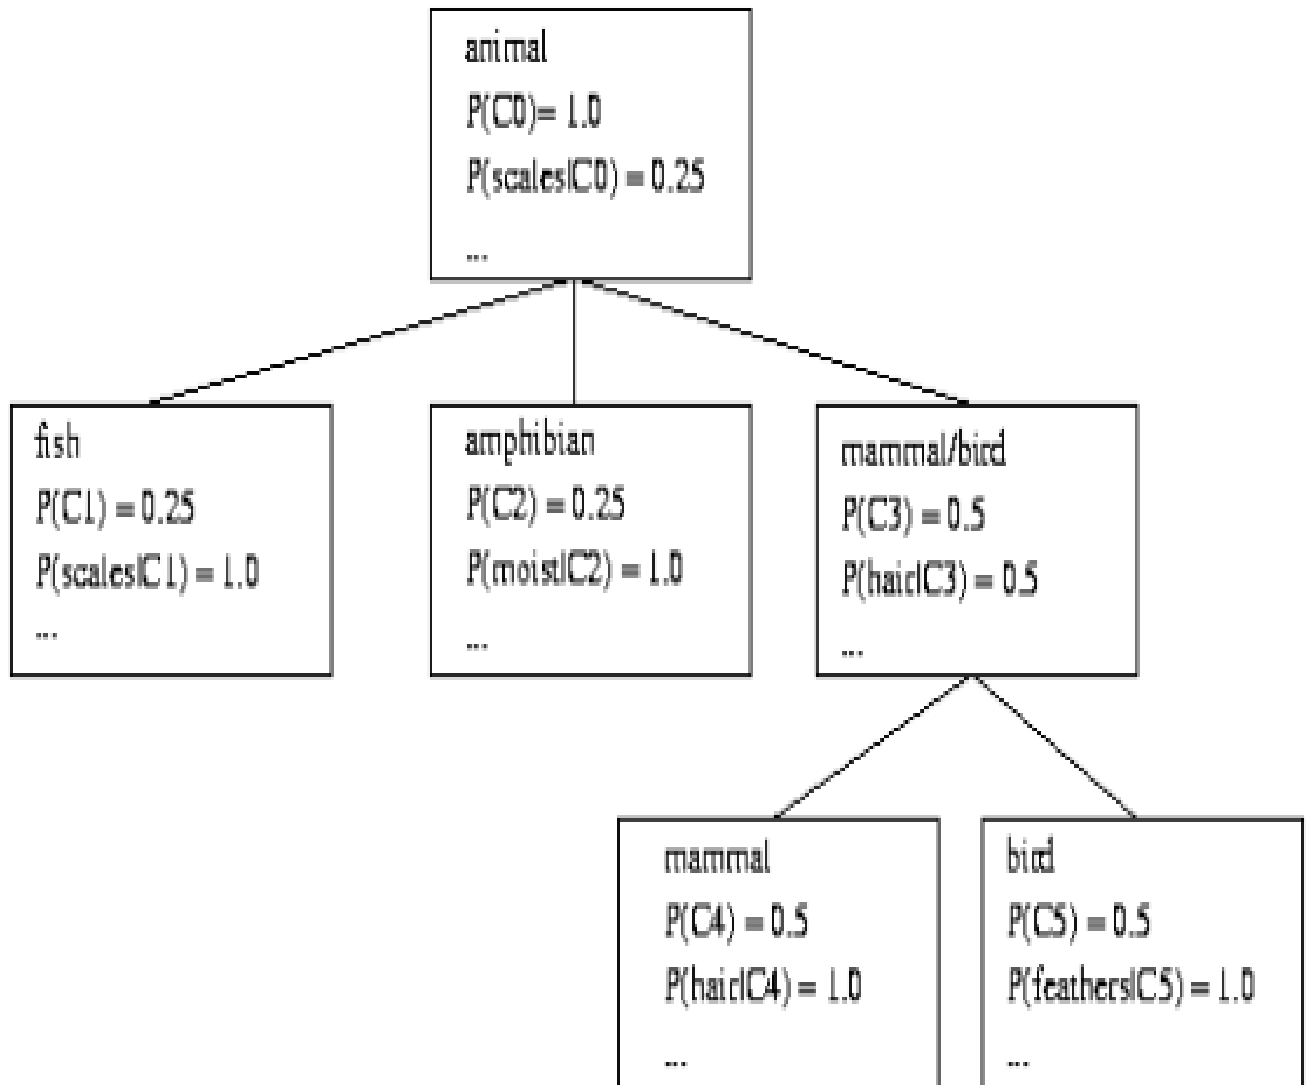 animal
P(C0)= 1.0
P(scales|C0) = 0.25
...
fish
P(C1) = 0.25
P(scales|C1) = 1.0
...
amphibian
P(C2) = 0.25
P(moist|C2) = 1.0
...
mammal/bird
P(C3) = 0.5
P(hair|C3) = 0.5
...
mammal
P(C4) = 0.5
P(hair|C4) = 1.0
...
bird
P(C5) = 0.5
P(feathers|C5) = 1.0
...